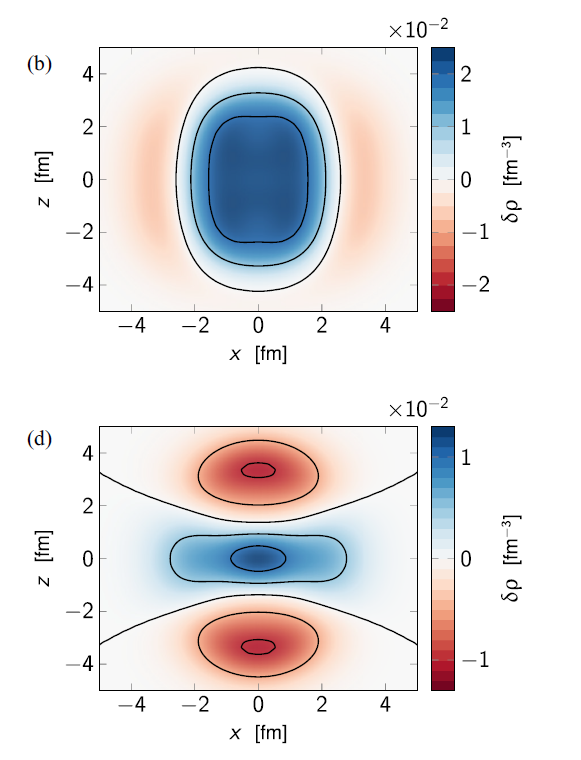 ×10⁻²
(b)
4
2
0
−2
−4
z [fm]
−4 −2 0 2 4
x [fm]
2
1
0
−1
−2
δρ [fm⁻³]
×10⁻²
(d)
4
2
0
−2
−4
z [fm]
−4 −2 0 2 4
x [fm]
1
0
−1
δρ [fm⁻³]